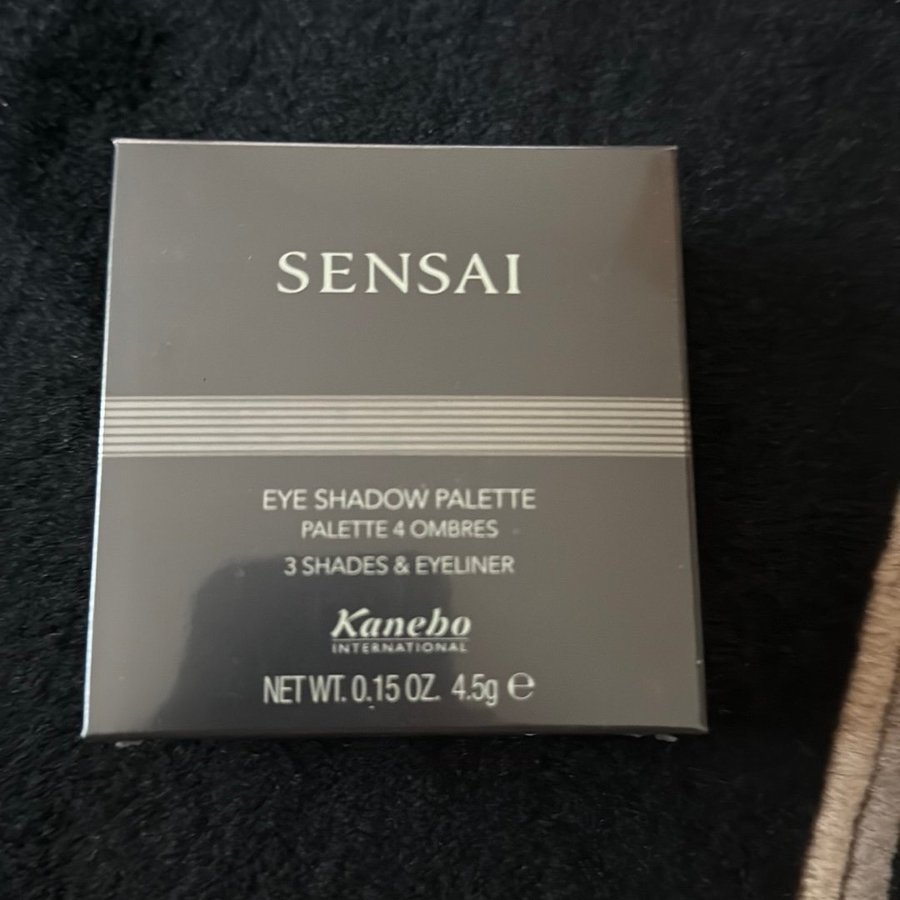 SENSAI
EYE SHADOW PALETTE
PALETTE 4 OMBRES
3 SHADES & EYELINER
Kanebo
INTERNATIONAL
NET WT. 0.15 OZ. 4.5g ℮